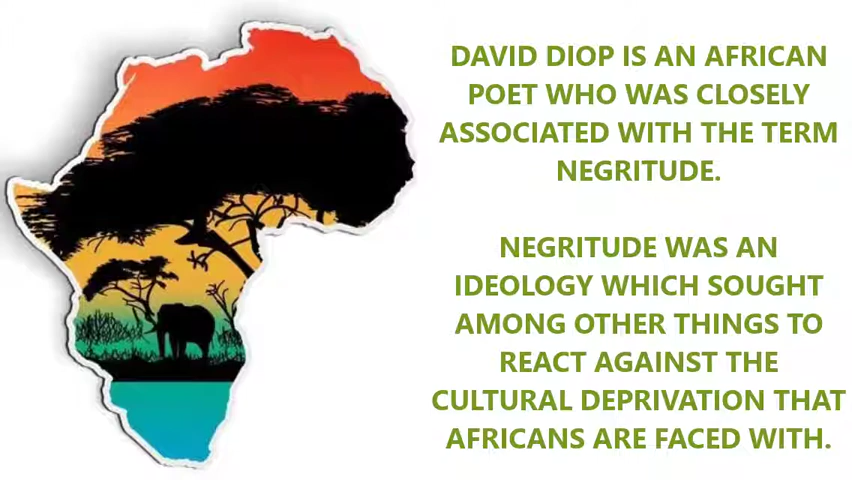 DAVID DIOP IS AN AFRICAN
POET WHO WAS CLOSELY
ASSOCIATED WITH THE TERM
NEGRITUDE.
NEGRITUDE WAS AN
IDEOLOGY WHICH SOUGHT
AMONG OTHER THINGS TO
REACT AGAINST THE
CULTURAL DEPRIVATION THAT
AFRICANS ARE FACED WITH.